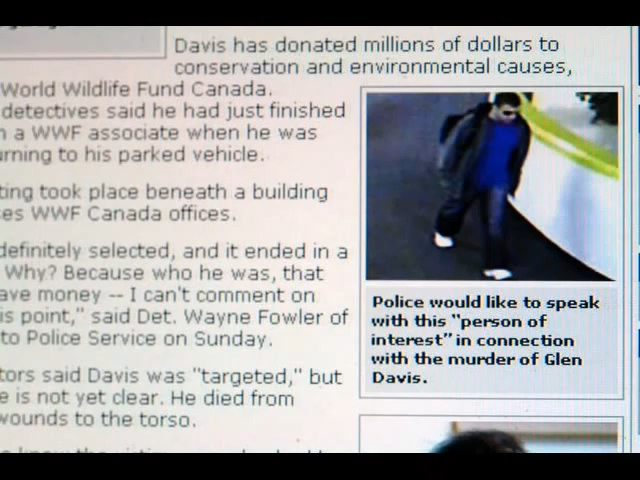 Davis has donated millions of dollars to
conservation and environmental causes,
World Wildlife Fund Canada.
detectives said he had just finished
a WWF associate when he was
urning to his parked vehicle.
ting took place beneath a building
ses WWF Canada offices.
definitely selected, and it ended in a
Why? Because who he was, that
ave money -- I can't comment on
is point," said Det. Wayne Fowler of
to Police Service on Sunday.
tors said Davis was "targeted," but
e is not yet clear. He died from
wounds to the torso.
Police would like to speak
with this "person of
interest" in connection
with the murder of Glen
Davis.